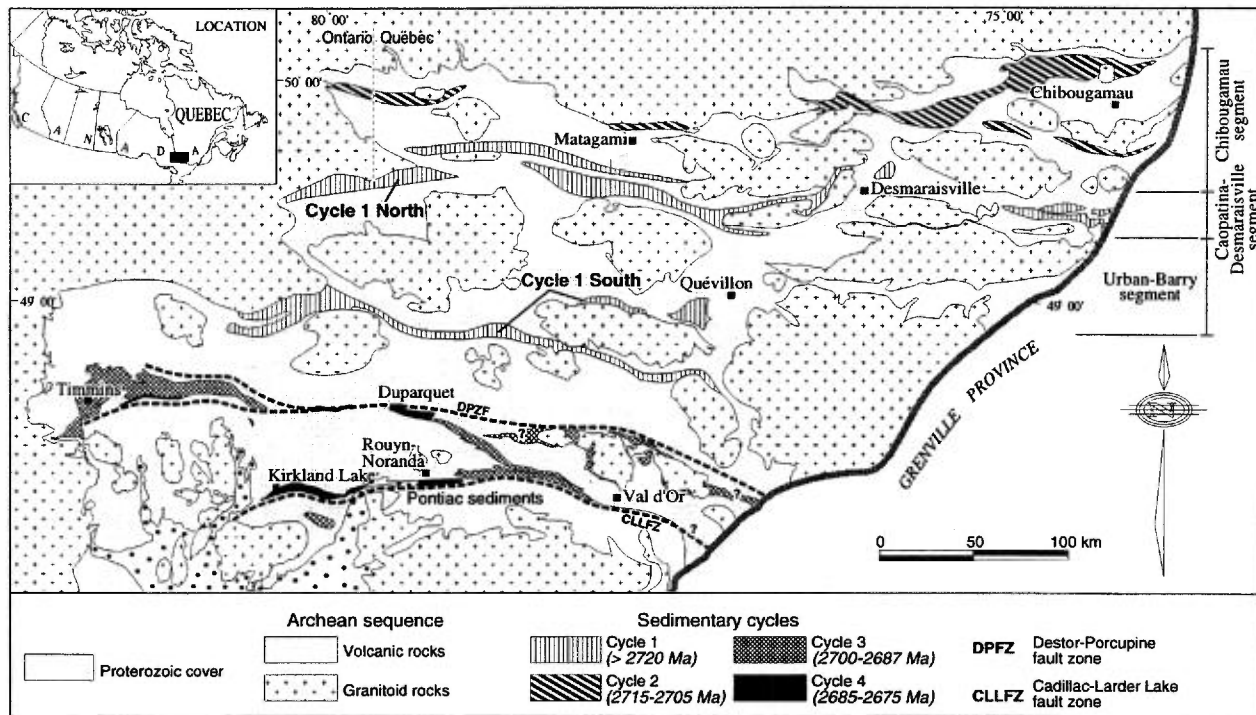 LOCATION
QUEBEC
C
A
N
A
D
A
80° 00'
Ontario Québec
75° 00'
50° 00'
Chibougamau
Matagami
Desmaraisville
Cycle 1 North
Cycle 1 South
Quévillon
49° 00'
49° 00'
Chibougamau
segment
Caopatina-
Desmaraisville
segment
Urban-Barry
segment
GRENVILLE PROVINCE
Timmins
Duparquet
DPZF
?
Rouyn-
Noranda
Kirkland Lake
Pontiac sediments
Val d'Or
?
CLLFZ
?
N
0 50 100 km
Archean sequence
Sedimentary cycles
Proterozoic cover
Volcanic rocks
Granitoid rocks
Cycle 1
(> 2720 Ma)
Cycle 2
(2715-2705 Ma)
Cycle 3
(2700-2687 Ma)
Cycle 4
(2685-2675 Ma)
DPFZ Destor-Porcupine
fault zone
CLLFZ Cadillac-Larder Lake
fault zone